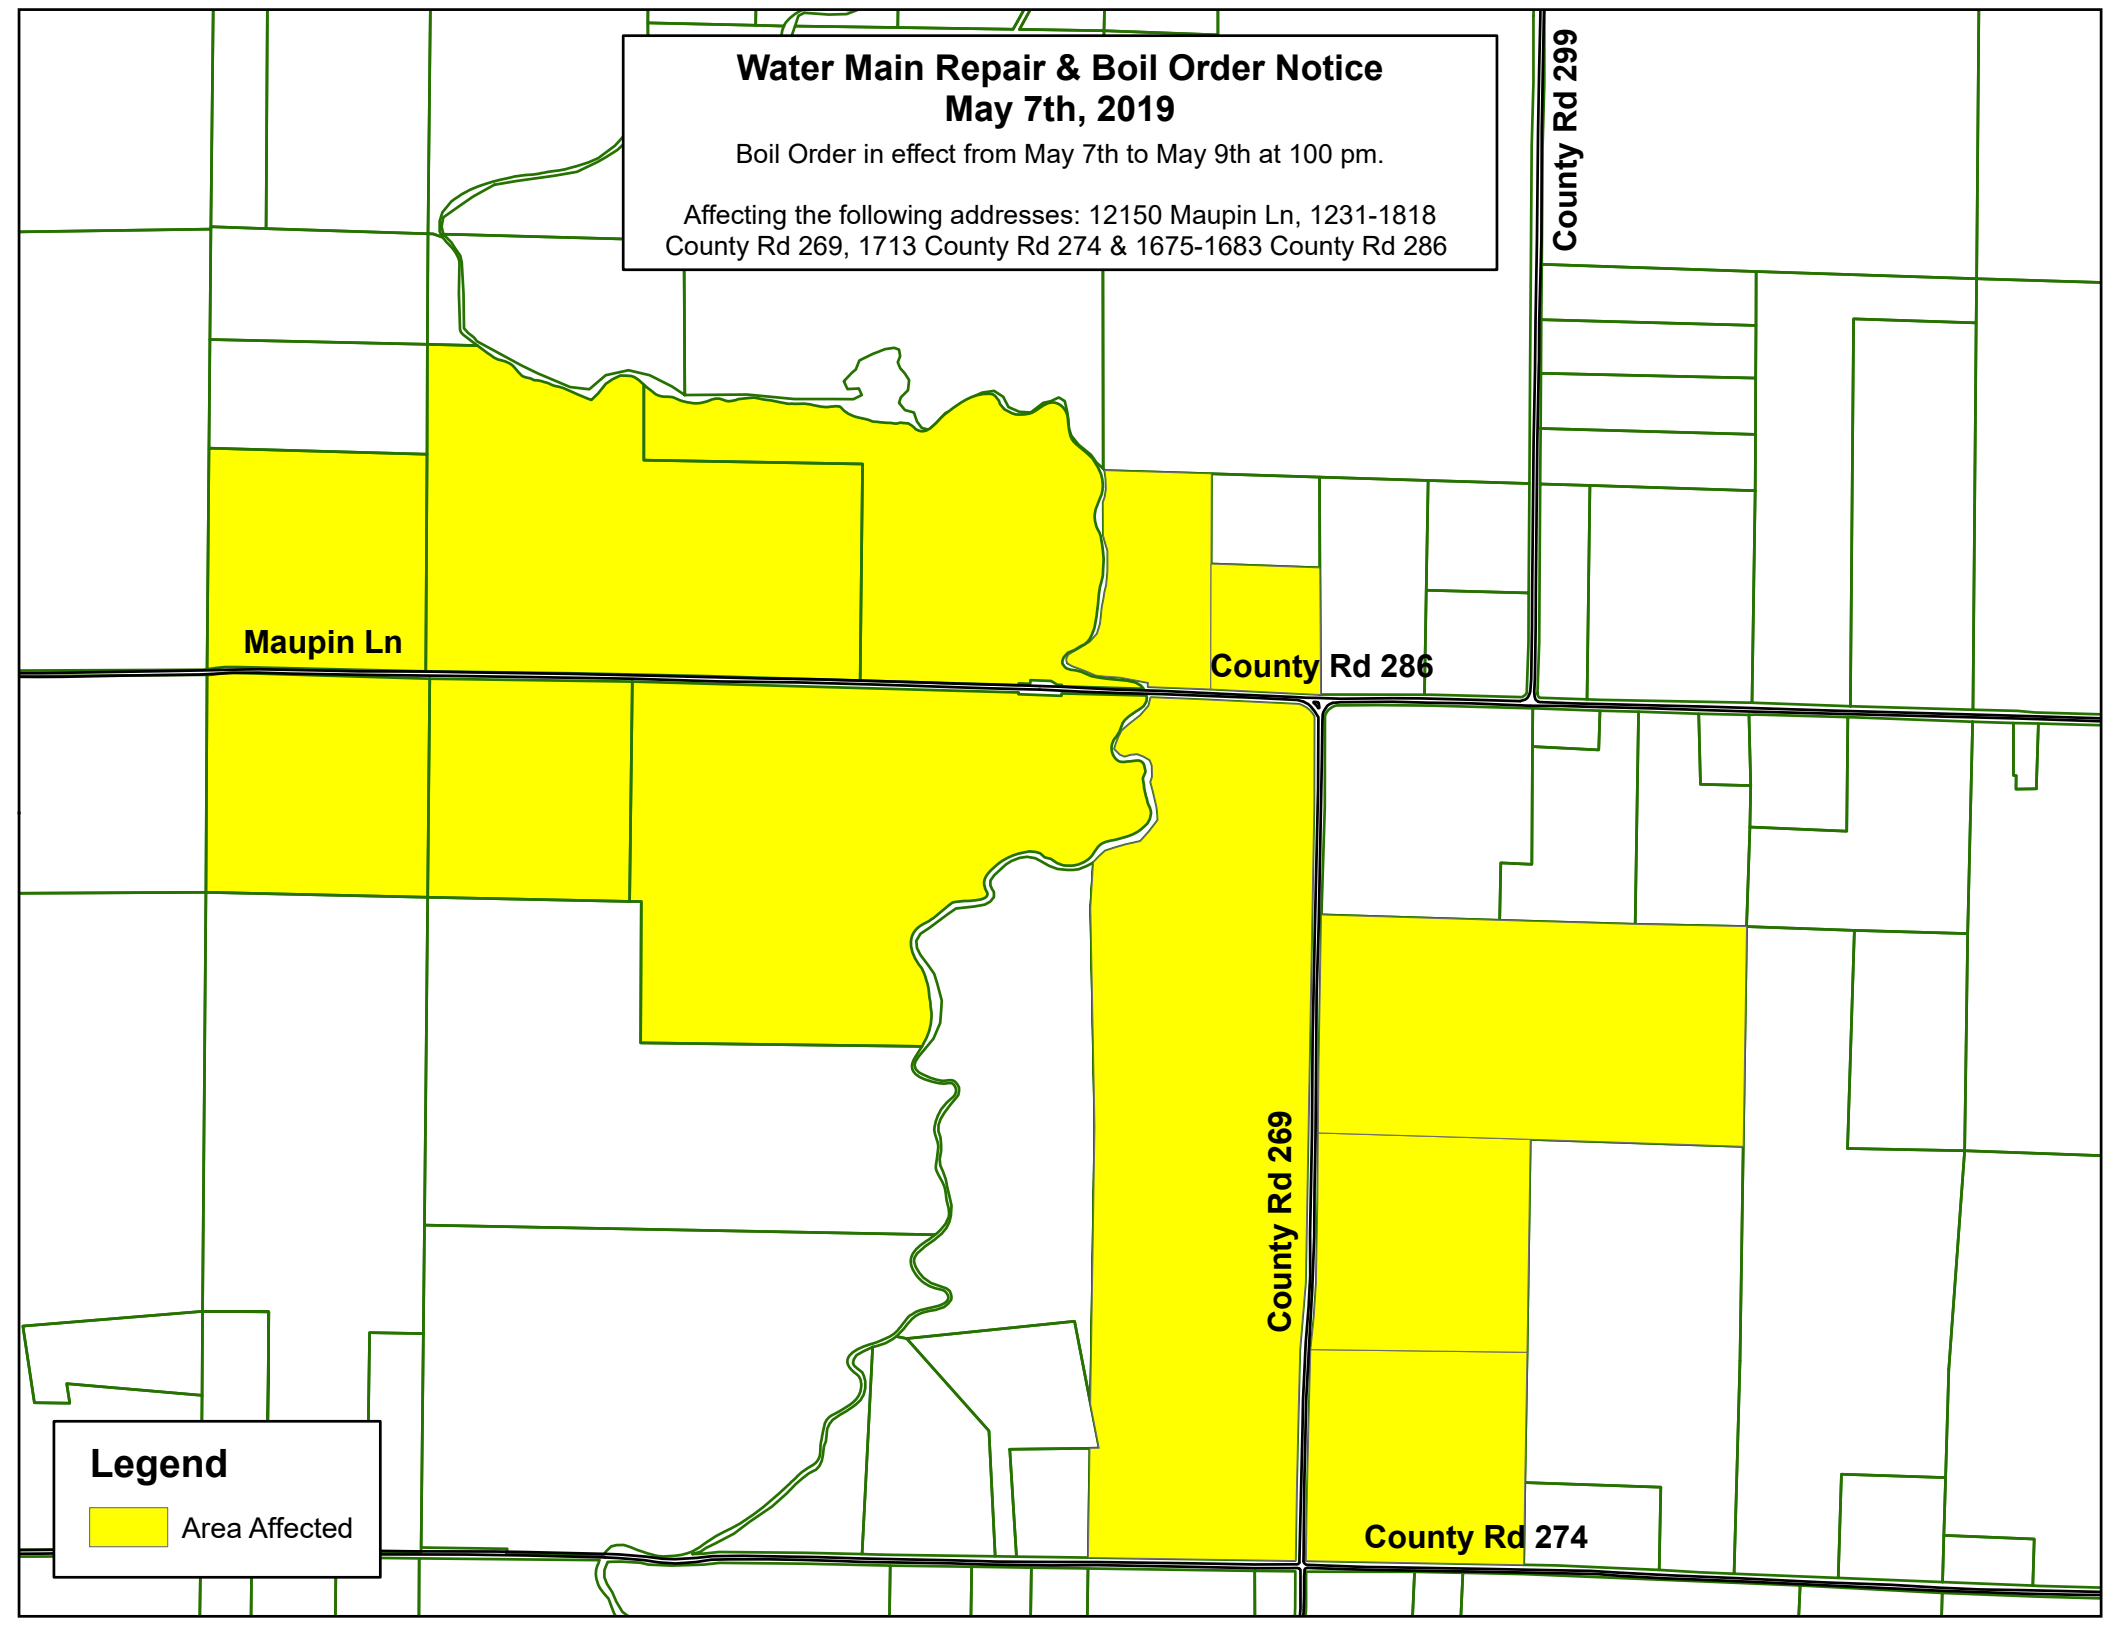 Water Main Repair & Boil Order Notice
May 7th, 2019
Boil Order in effect from May 7th to May 9th at 100 pm.
Affecting the following addresses: 12150 Maupin Ln, 1231-1818
County Rd 269, 1713 County Rd 274 & 1675-1683 County Rd 286
County Rd 299
Maupin Ln
County Rd 286
County Rd 269
County Rd 274
Legend
Area Affected